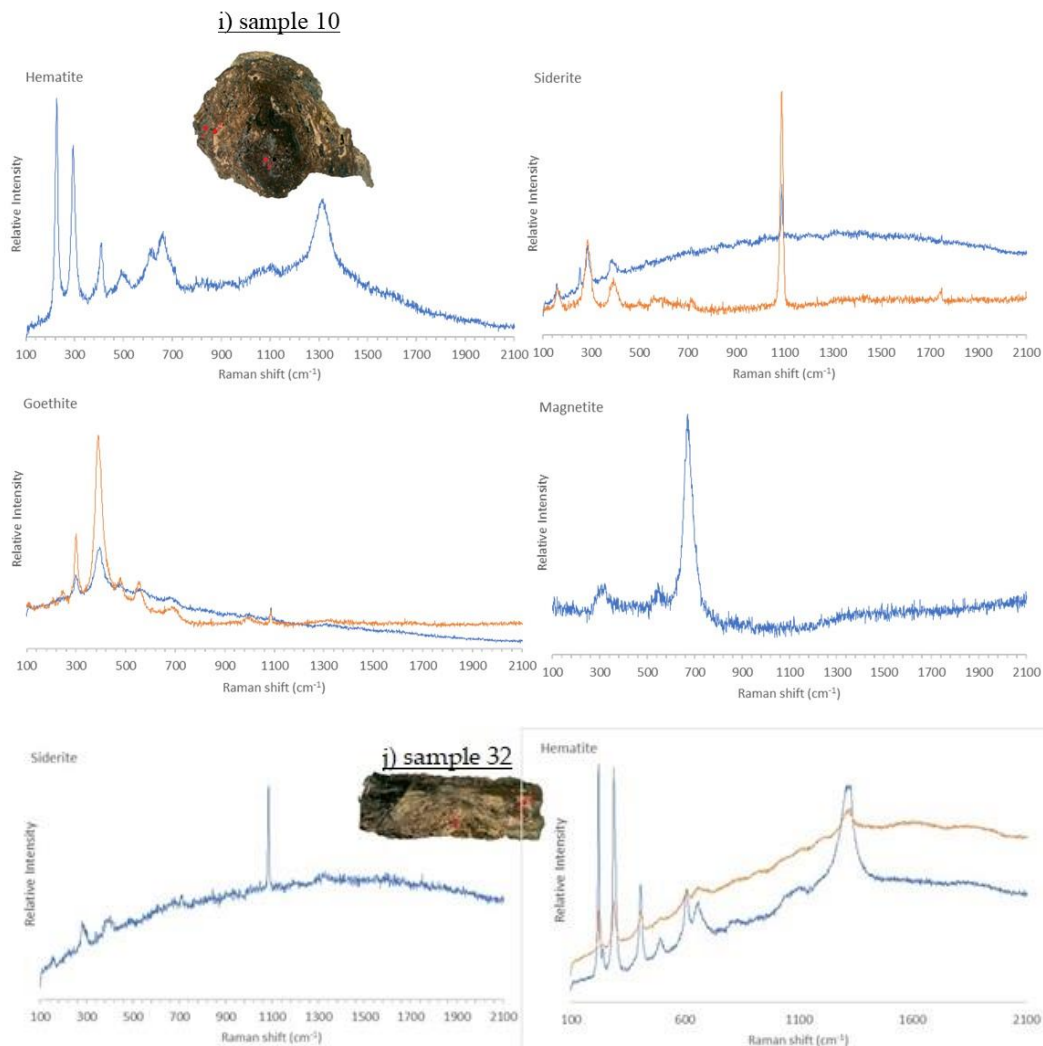 i) sample 10
Hematite
Relative Intensity
100 300 500 700 900 1100 1300 1500 1700 1900 2100
Raman shift (cm⁻¹)
Siderite
Relative Intensity
100 300 500 700 900 1100 1300 1500 1700 1900 2100
Raman shift (cm⁻¹)
Goethite
Relative Intensity
100 300 500 700 900 1100 1300 1500 1700 1900 2100
Raman shift (cm⁻¹)
Magnetite
Relative Intensity
100 300 500 700 900 1100 1300 1500 1700 1900 2100
Raman shift (cm⁻¹)
j) sample 32
Siderite
Relative Intensity
100 300 500 700 900 1100 1300 1500 1700 1900 2100
Raman shift (cm⁻¹)
Hematite
Relative Intensity
100 600 1100 1600 2100
Raman shift (cm⁻¹)